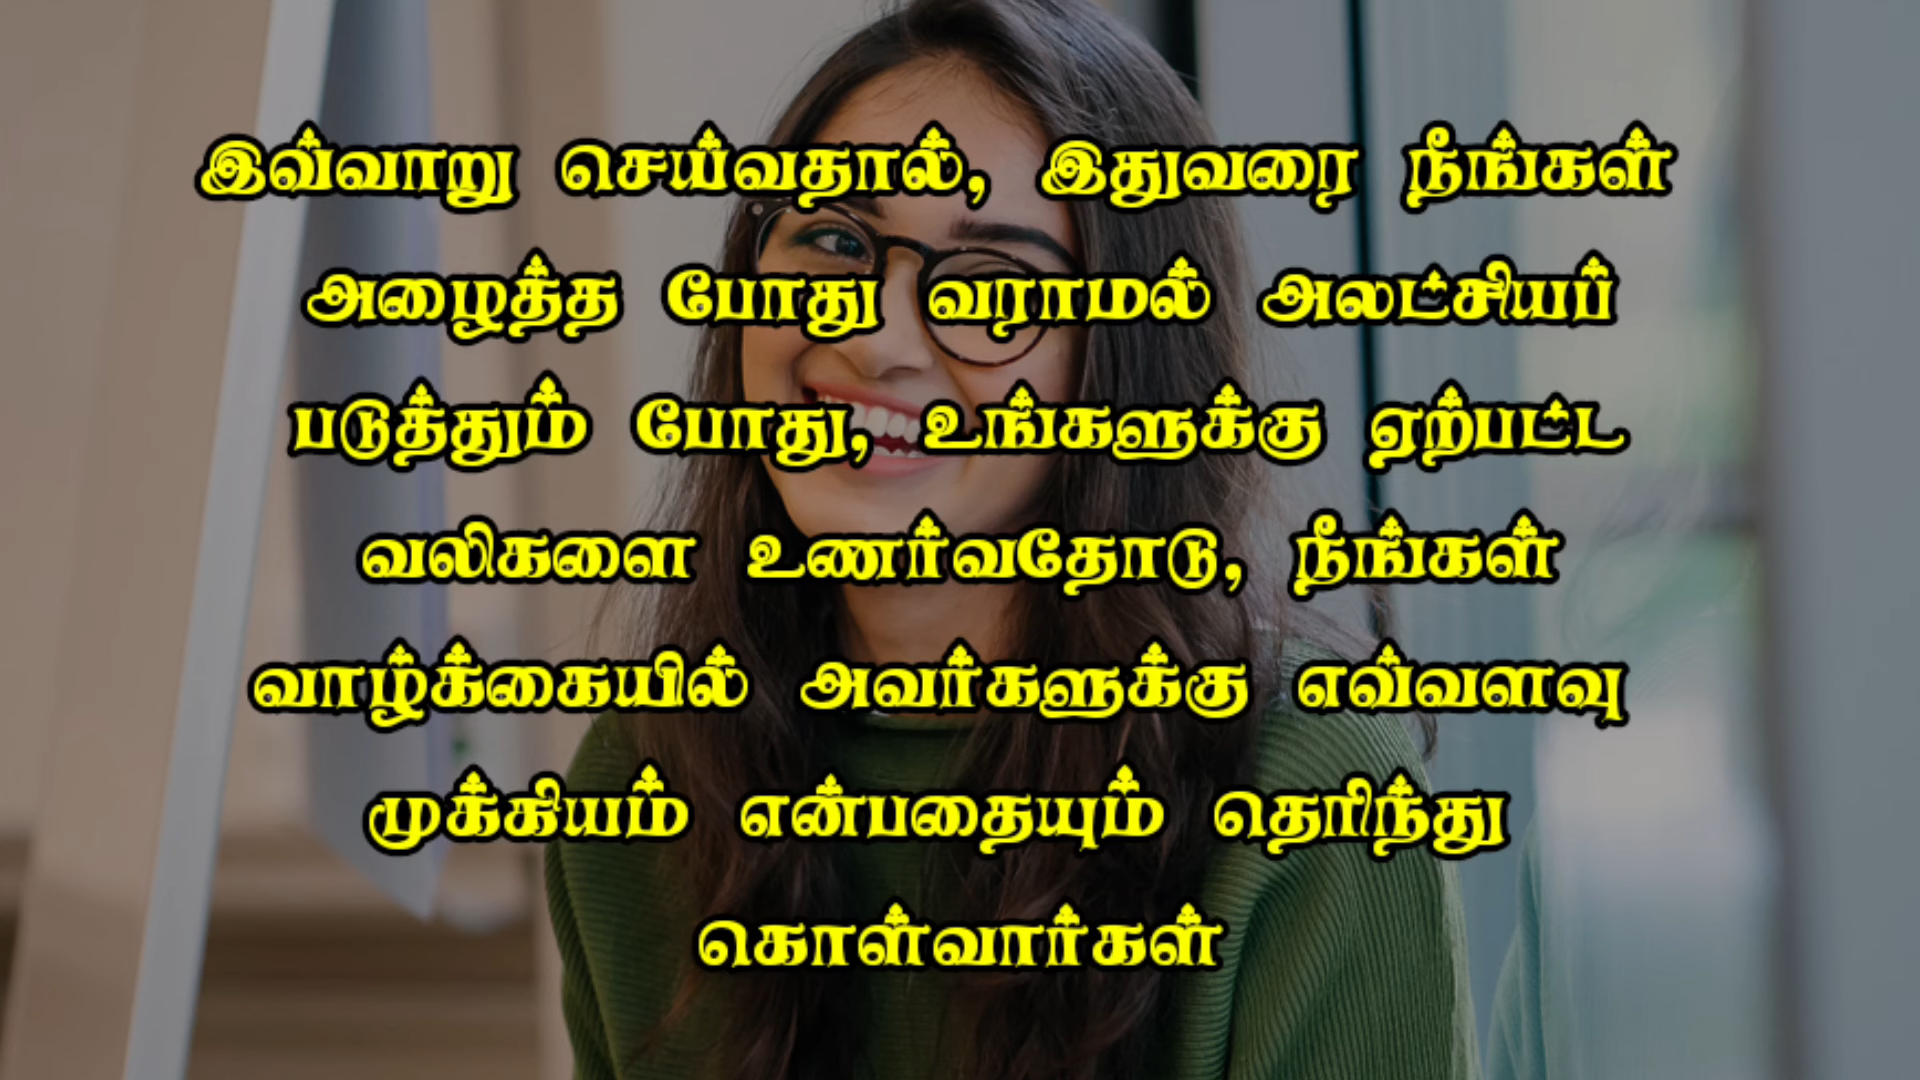 இவ்வாறு செய்வதால், இதுவரை நீங்கள்
அழைத்த போது வராமல் அலட்சியப்
படுத்தும் போது, உங்களுக்கு ஏற்பட்ட
வலிகளை உணர்வதோடு, நீங்கள்
வாழ்க்கையில் அவர்களுக்கு எவ்வளவு
முக்கியம் என்பதையும் தெரிந்து
கொள்வார்கள்